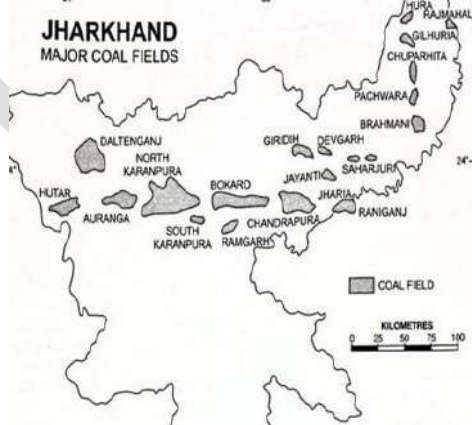 JHARKHAND
MAJOR COAL FIELDS
HURA
RAJMAHAL
GILHURIA
CHUPARHITA
PACHWARA
BRAHMANI
DALTENGANJ
GIRIDIH
DEVGARH
24°
NORTH
KARANPURA
SAHARJURI
JAYANTI
HUTAR
BOKARO
JHARIA
AURANGA
CHANDRAPURA
RANIGANJ
SOUTH
KARANPURA
RAMGARH
COAL FIELD
KILOMETRES
0 25 50 75 100